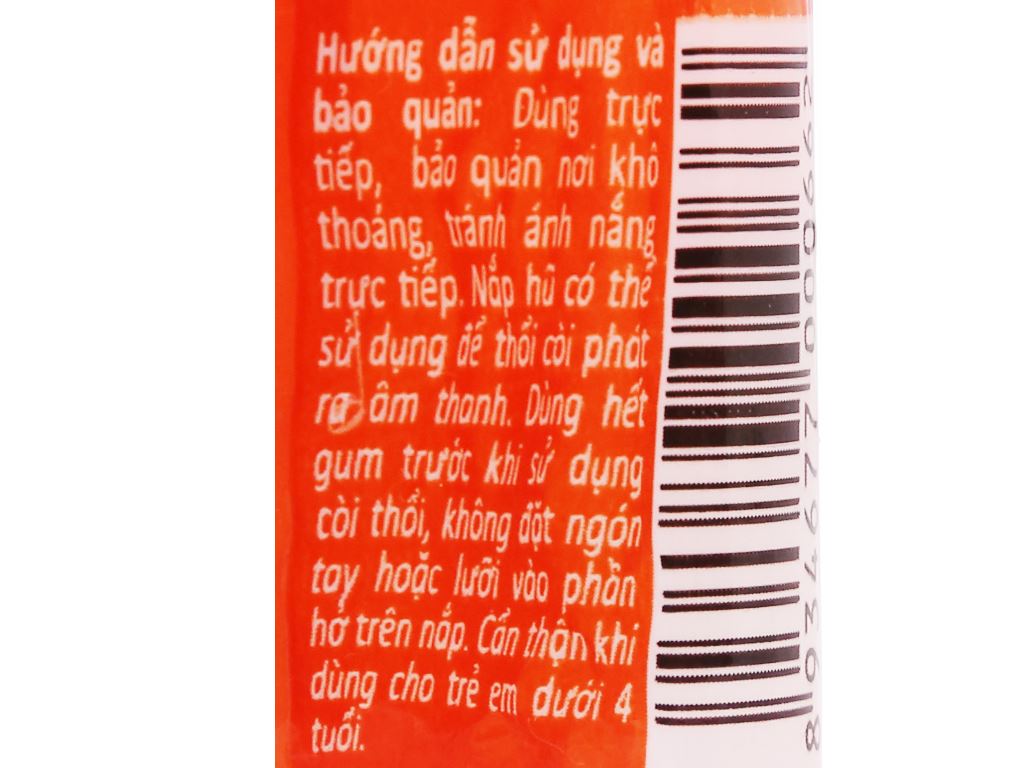 Hướng dẫn sử dụng và
bảo quản: Dùng trực
tiếp, bảo quản nơi khô
thoáng, tránh ánh nắng
trực tiếp. Nắp hũ có thể
sử dụng để thổi còi phát
ra âm thanh. Dùng hết
gum trước khi sử dụng
còi thổi, không đặt ngón
tay hoặc lưỡi vào phần
hở trên nắp. Cẩn thận khi
dùng cho trẻ em dưới 4
tuổi.
8 934677 000662